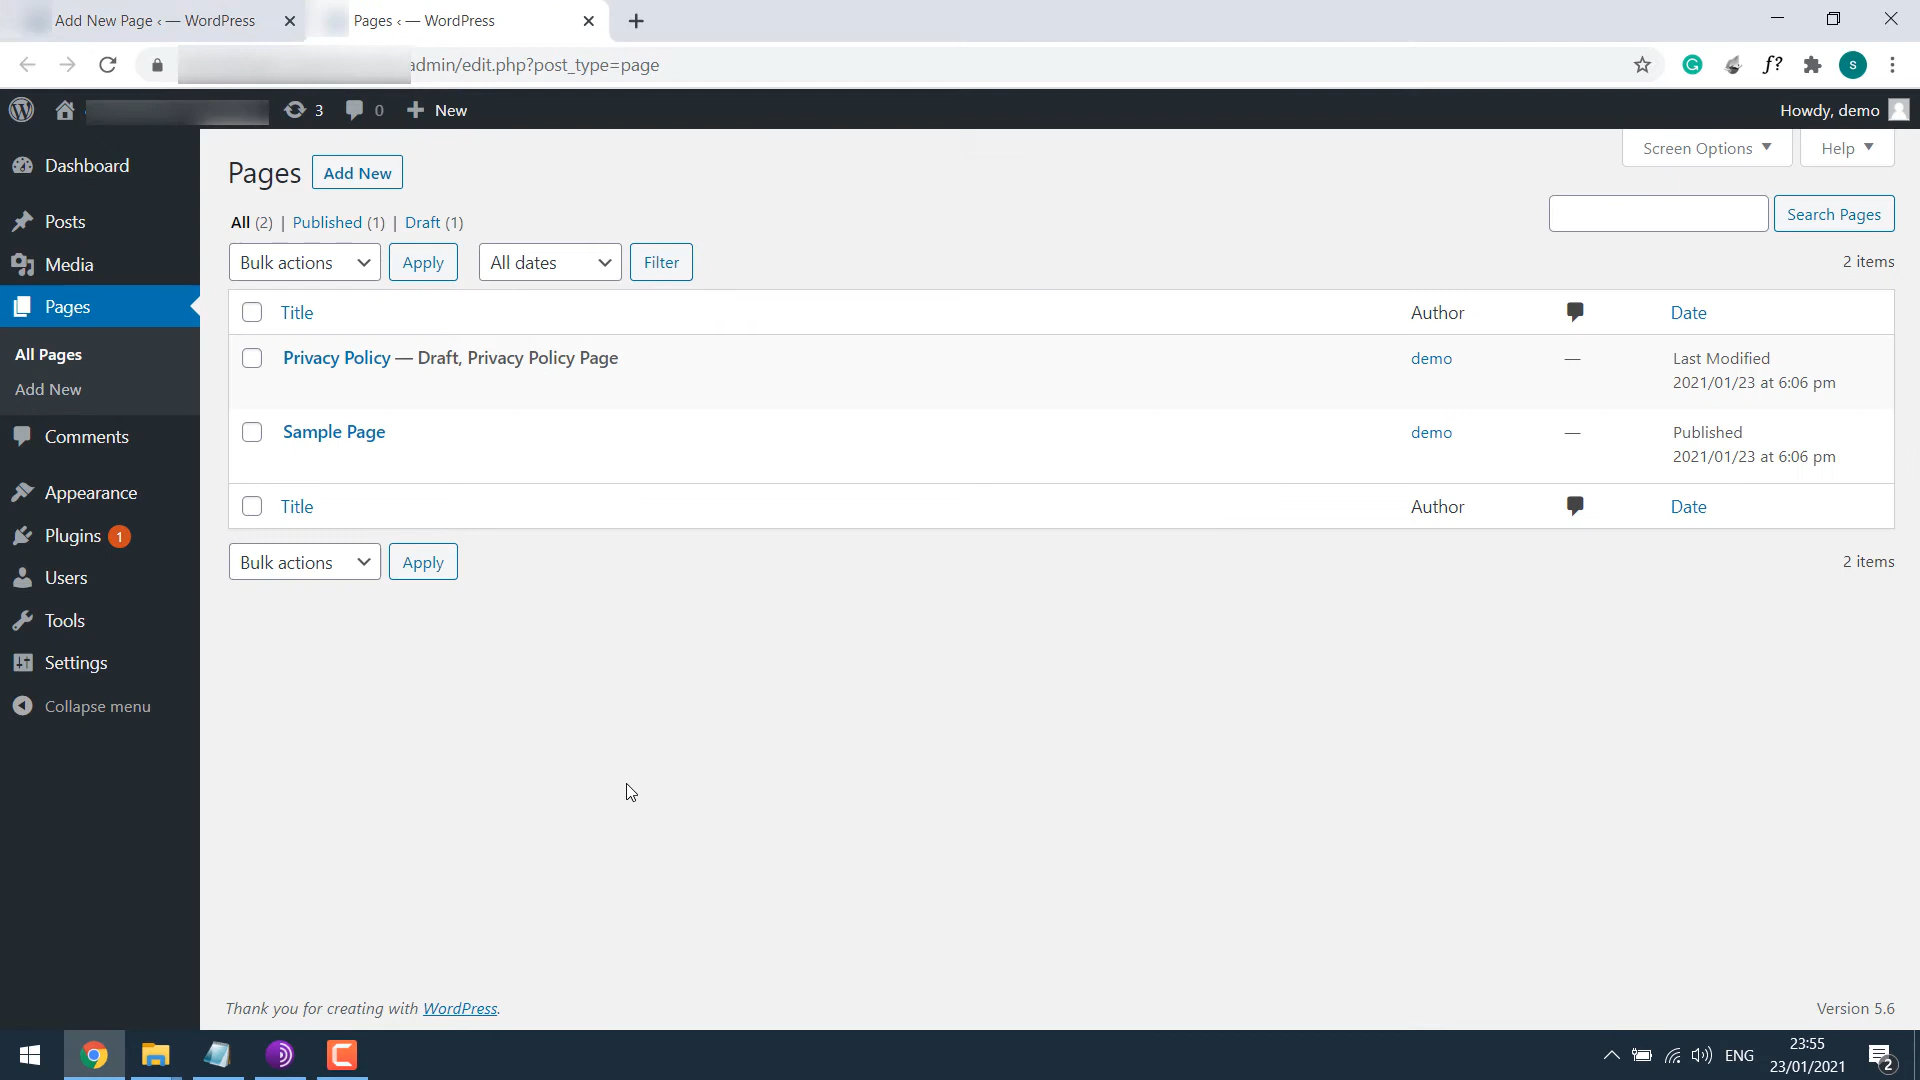 Add New Page ‹ — WordPress
Pages ‹ — WordPress
admin/edit.php?post_type=page
3
0
New
Howdy, demo
Dashboard
Posts
Media
Pages
All Pages
Add New
Comments
Appearance
Plugins 1
Users
Tools
Settings
Collapse menu
Screen Options
Help
Pages
Add New
All (2) | Published (1) | Draft (1)
Search Pages
Bulk actions
Apply
All dates
Filter
2 items
Title
Author
Date
Privacy Policy — Draft, Privacy Policy Page
demo
—
Last Modified
2021/01/23 at 6:06 pm
Sample Page
demo
—
Published
2021/01/23 at 6:06 pm
Title
Author
Date
Bulk actions
Apply
2 items
Thank you for creating with WordPress.
Version 5.6
ENG
23:55
23/01/2021
2